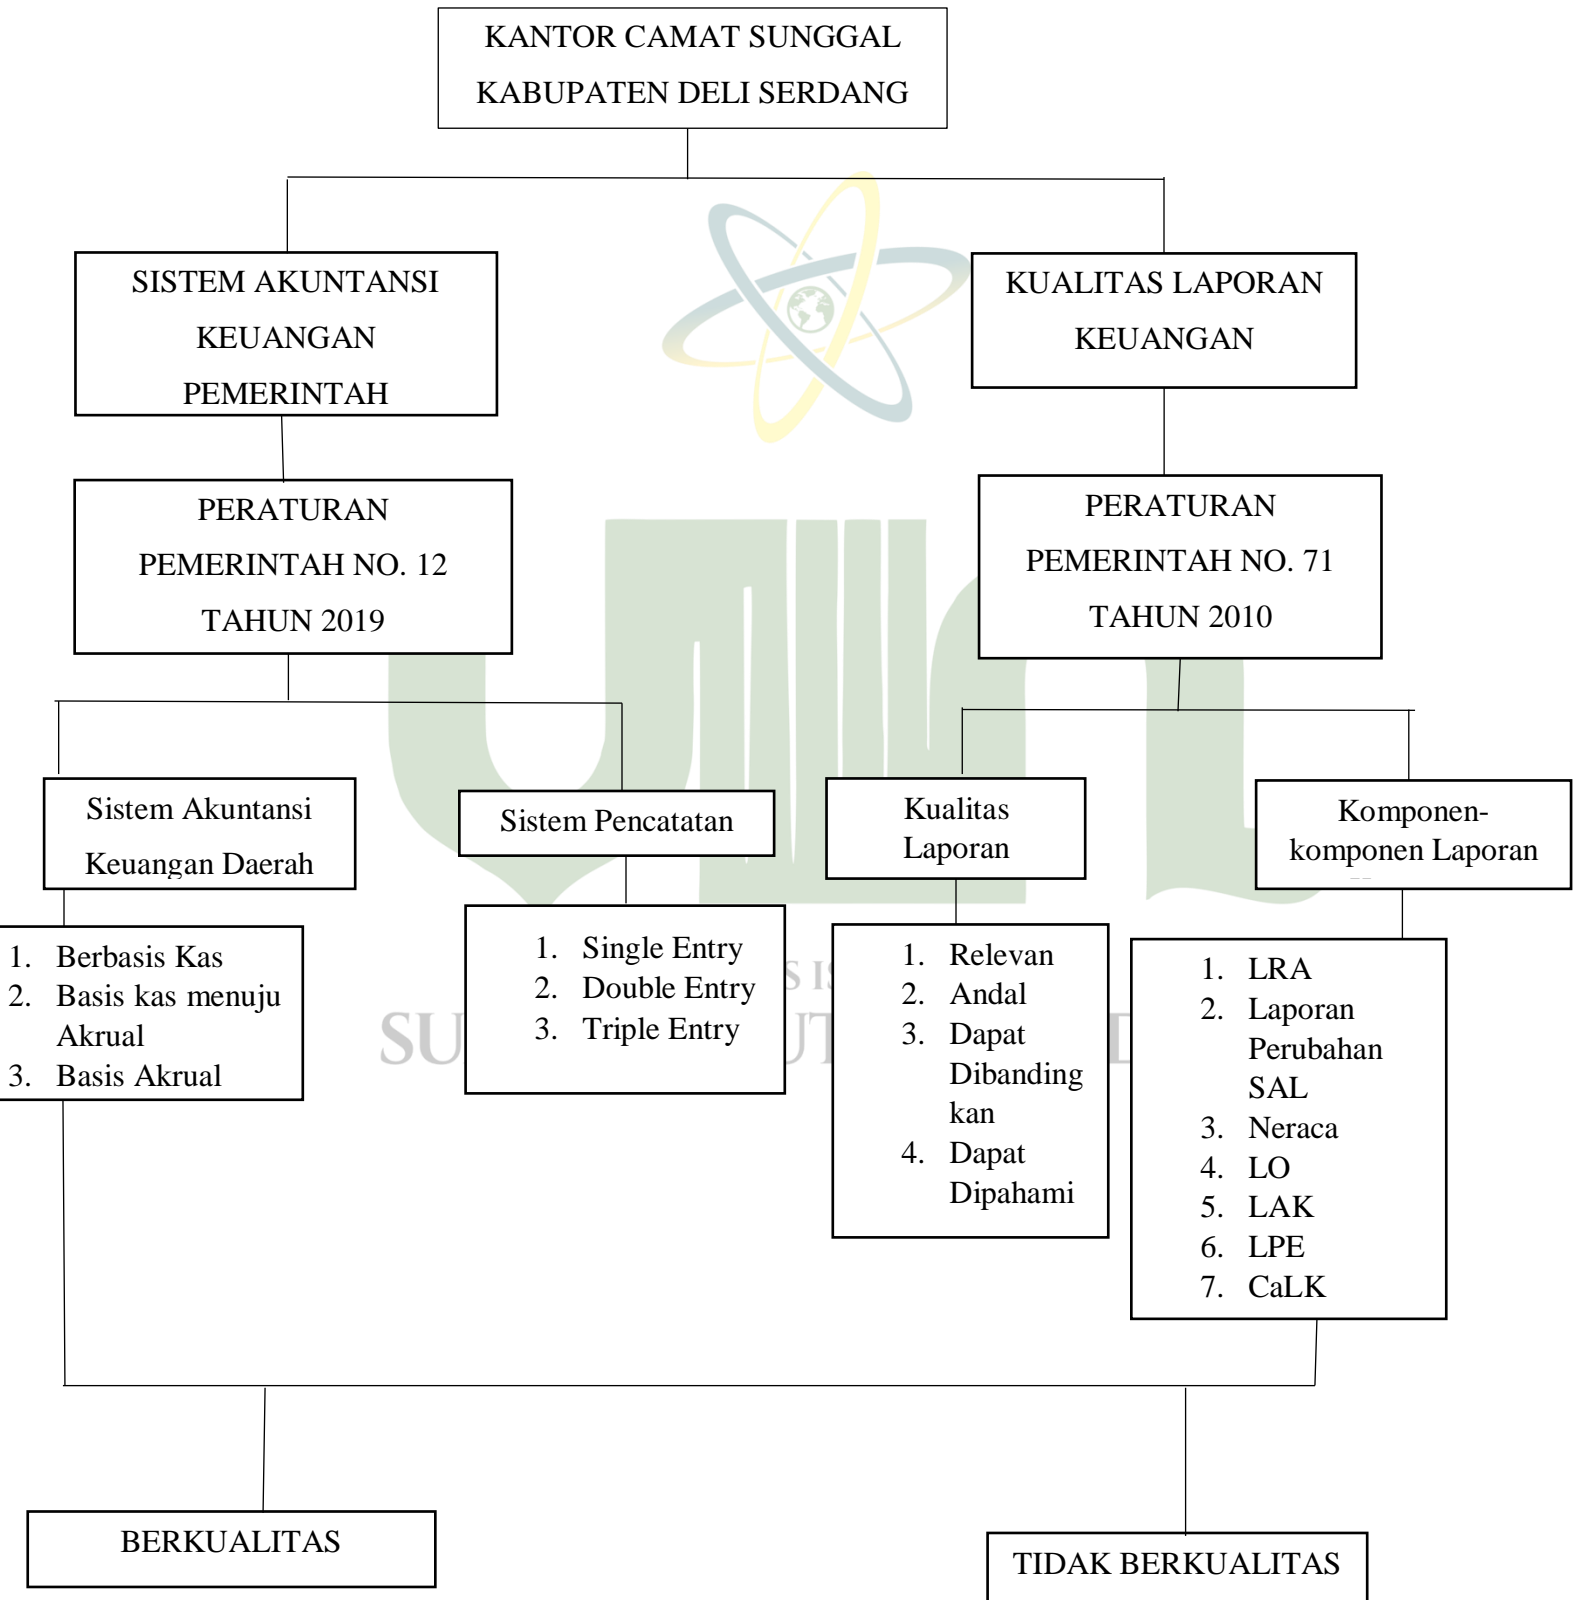 KANTOR CAMAT SUNGGAL
KABUPATEN DELI SERDANG
SISTEM AKUNTANSI
KEUANGAN
PEMERINTAH
KUALITAS LAPORAN
KEUANGAN
PERATURAN
PEMERINTAH NO. 12
TAHUN 2019
PERATURAN
PEMERINTAH NO. 71
TAHUN 2010
Sistem Akuntansi
Keuangan Daerah
Sistem Pencatatan
Kualitas
Laporan
Komponen-
komponen Laporan
1. Berbasis Kas
2. Basis kas menuju
Akrual
3. Basis Akrual
1. Single Entry
2. Double Entry
3. Triple Entry
1. Relevan
2. Andal
3. Dapat
Dibanding
kan
4. Dapat
Dipahami
1. LRA
2. Laporan
Perubahan
SAL
3. Neraca
4. LO
5. LAK
6. LPE
7. CaLK
BERKUALITAS
TIDAK BERKUALITAS